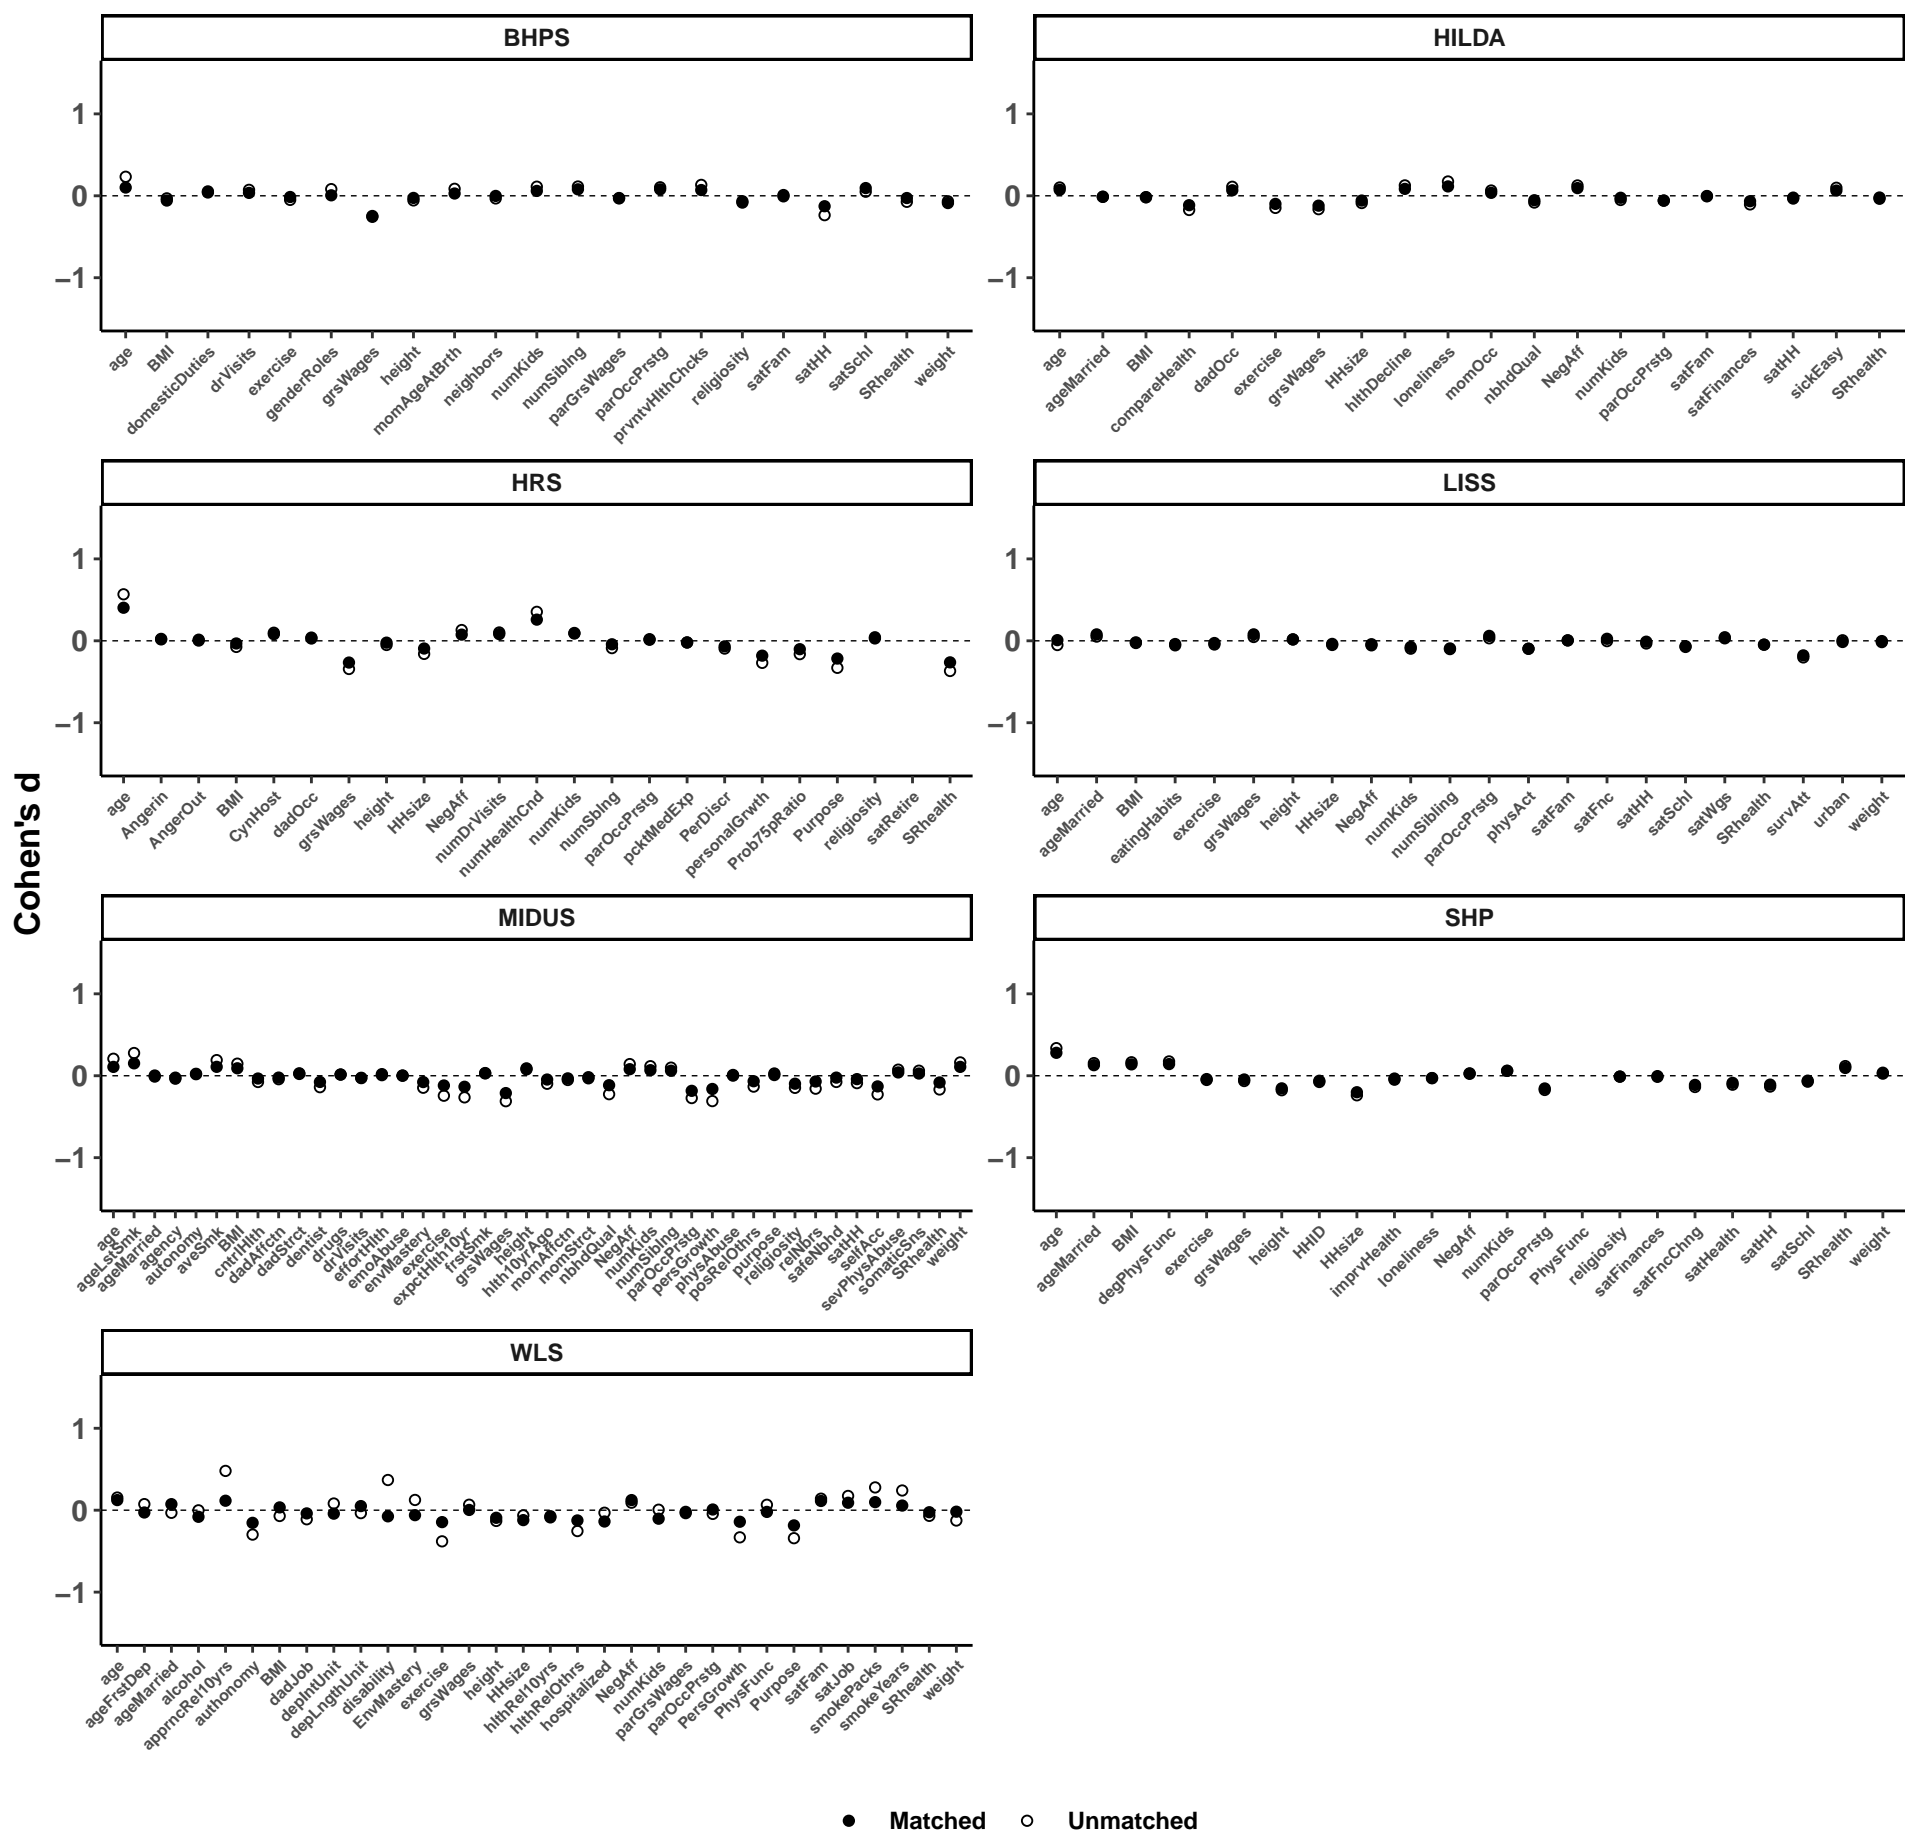 BHPS
HILDA
1
0
−1
1
0
−1
age
BMI
domesticDuties
drVisits
exercise
genderRoles
grsWages
height
momAgeAtBrth
neighbors
numKids
numSiblng
parGrsWages
parOccPrstg
prvntvHlthChcks
religiosity
satFam
satHH
satSchl
SRhealth
weight
age
ageMarried
BMI
compareHealth
dadOcc
exercise
grsWages
HHsize
hlthDecline
loneliness
momOcc
nbhdQual
NegAff
numKids
parOccPrstg
satFam
satFinances
satHH
sickEasy
SRhealth
HRS
LISS
1
0
−1
1
0
−1
age
Angerin
AngerOut
BMI
CynHost
dadOcc
grsWages
height
HHsize
NegAff
numDrVisits
numHealthCnd
numKids
numSblng
parOccPrstg
pcktMedExp
PerDiscr
personalGrwth
Prob75pRatio
Purpose
religiosity
satRetire
SRhealth
age
ageMarried
BMI
eatingHabits
exercise
grsWages
height
HHsize
NegAff
numKids
numSibling
parOccPrstg
physAct
satFam
satFnc
satHH
satSchl
satWgs
SRhealth
survAtt
urban
weight
Cohen's d
MIDUS
SHP
1
0
−1
1
0
−1
age
ageLstSmk
ageMarried
agency
autonomy
aveSmk
BMI
cntrlHlth
dadAffctn
dadStrct
dentist
drugs
drVisits
effortHlth
emoAbuse
envMastery
exercise
expctHlth10yr
frstSmk
grsWages
height
hlth10yrAgo
momAffctn
momStrct
nbhdQual
NegAff
numKids
numSiblng
parOccPrstg
persGrowth
physAbuse
posRelOthrs
purpose
religiosity
relNbrs
safeNbhd
satHH
selfAcc
sevPhysAbuse
somaticSns
SRhealth
weight
age
ageMarried
BMI
degPhysFunc
exercise
grsWages
height
HHID
HHsize
imprvHealth
loneliness
NegAff
numKids
parOccPrstg
PhysFunc
religiosity
satFinances
satFncChng
satHealth
satHH
satSchl
SRhealth
weight
WLS
1
0
−1
age
ageFrstDep
ageMarried
alcohol
apprncRel10yrs
authonomy
BMI
dadJob
depIntUnit
depLngthUnit
disability
EnvMastery
exercise
grsWages
height
HHsize
hlthRel10yrs
hlthRelOthrs
hospitalized
NegAff
numKids
parGrsWages
parOccPrstg
PersGrowth
PhysFunc
Purpose
satFam
satJob
smokePacks
smokeYears
SRhealth
weight
Matched
Unmatched